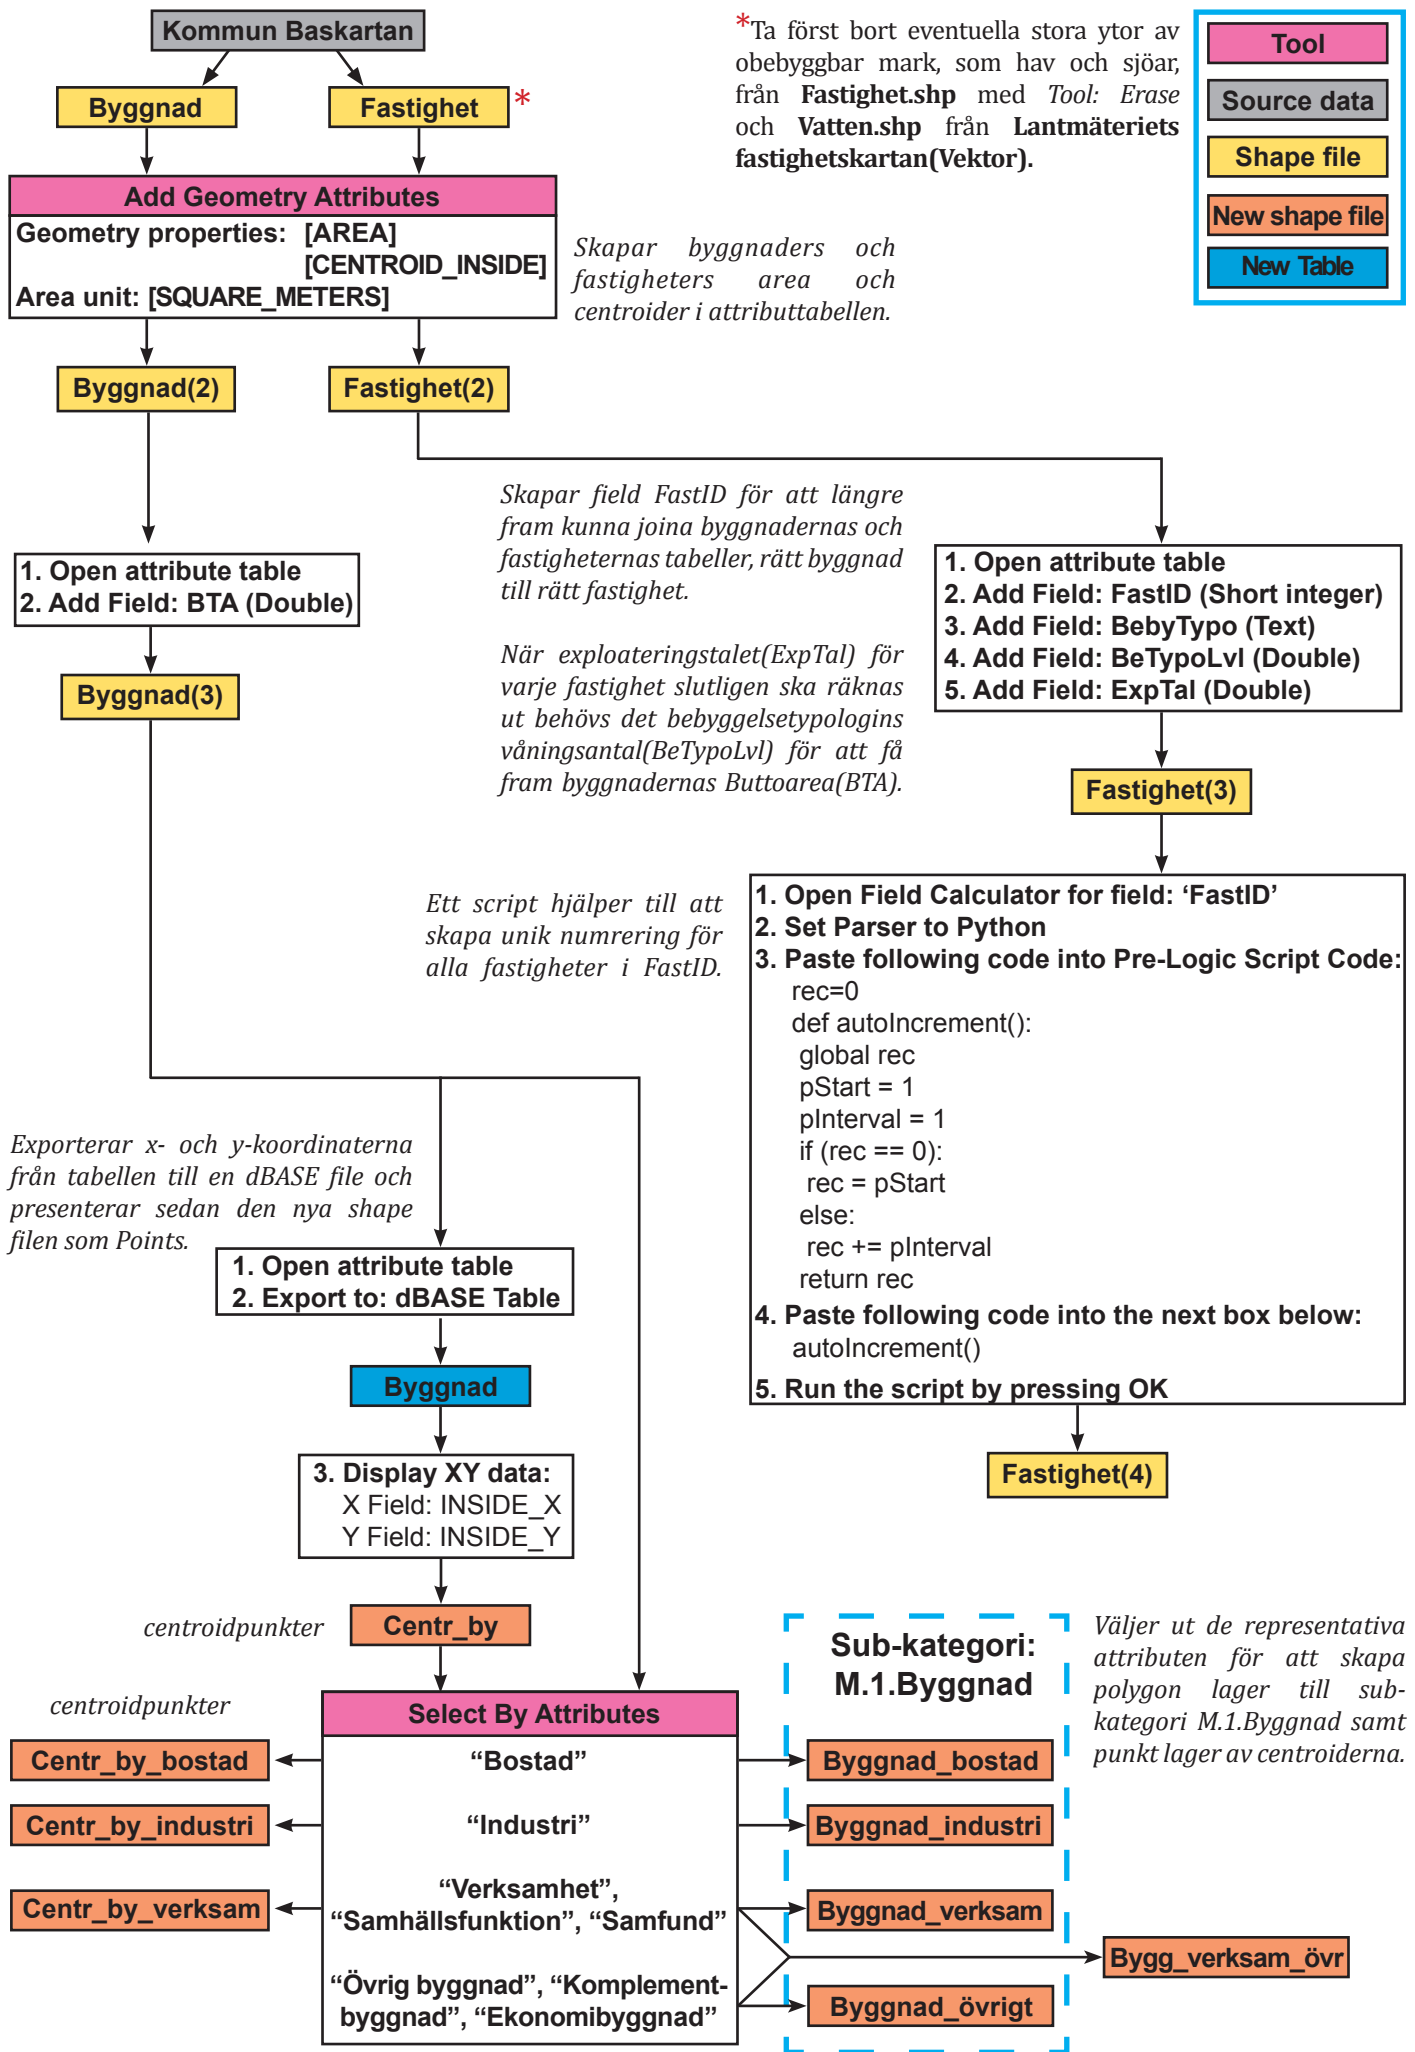 Kommun Baskartan
Byggnad
Fastighet *
*Ta först bort eventuella stora ytor av
obebyggbar mark, som hav och sjöar,
från Fastighet.shp med Tool: Erase
och Vatten.shp från Lantmäteriets
fastighetskartan(Vektor).
Tool
Source data
Shape file
New shape file
New Table
Add Geometry Attributes
Geometry properties: [AREA]
[CENTROID_INSIDE]
Area unit: [SQUARE_METERS]
Skapar byggnaders och
fastigheters area och
centroider i attributtabellen.
Byggnad(2)
Fastighet(2)
1. Open attribute table
2. Add Field: BTA (Double)
Byggnad(3)
Skapar field FastID för att längre
fram kunna joina byggnadernas och
fastigheternas tabeller, rätt byggnad
till rätt fastighet.
När exploateringstalet(ExpTal) för
varje fastighet slutligen ska räknas
ut behövs det bebyggelsetypologins
våningsantal(BeTypoLvl) för att få
fram byggnadernas Buttoarea(BTA).
1. Open attribute table
2. Add Field: FastID (Short integer)
3. Add Field: BebyTypo (Text)
4. Add Field: BeTypoLvl (Double)
5. Add Field: ExpTal (Double)
Fastighet(3)
Ett script hjälper till att
skapa unik numrering för
alla fastigheter i FastID.
1. Open Field Calculator for field: ‘FastID’
2. Set Parser to Python
3. Paste following code into Pre-Logic Script Code:
rec=0
def autoIncrement():
global rec
pStart = 1
pInterval = 1
if (rec == 0):
rec = pStart
else:
rec += pInterval
return rec
4. Paste following code into the next box below:
autoIncrement()
5. Run the script by pressing OK
Fastighet(4)
Exporterar x- och y-koordinaterna
från tabellen till en dBASE file och
presenterar sedan den nya shape
filen som Points.
1. Open attribute table
2. Export to: dBASE Table
Byggnad
3. Display XY data:
X Field: INSIDE_X
Y Field: INSIDE_Y
centroidpunkter
Centr_by
centroidpunkter
Select By Attributes
“Bostad”
“Industri”
“Verksamhet”,
“Samhällsfunktion”, “Samfund”
“Övrig byggnad”, “Komplement-
byggnad”, “Ekonomibyggnad”
Centr_by_bostad
Centr_by_industri
Centr_by_verksam
Sub-kategori:
M.1.Byggnad
Byggnad_bostad
Byggnad_industri
Byggnad_verksam
Byggnad_övrigt
Bygg_verksam_övr
Väljer ut de representativa
attributen för att skapa
polygon lager till sub-
kategori M.1.Byggnad samt
punkt lager av centroiderna.